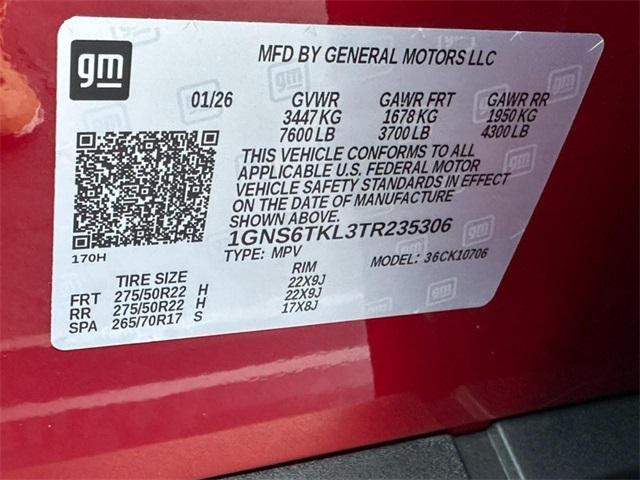 gm
MFD BY GENERAL MOTORS LLC
01/26 GVWR GAWR FRT GAWR RR
3447 KG 1678 KG 1950 KG
7600 LB 3700 LB 4300 LB
THIS VEHICLE CONFORMS TO ALL
APPLICABLE U.S. FEDERAL MOTOR
VEHICLE SAFETY STANDARDS IN EFFECT
ON THE DATE OF MANUFACTURE
SHOWN ABOVE.
1GNS6TKL3TR235306
170H
TYPE: MPV MODEL: 36CK10706
TIRE SIZE RIM
FRT 275/50R22 H 22X9J
RR 275/50R22 H 22X9J
SPA 265/70R17 S 17X8J